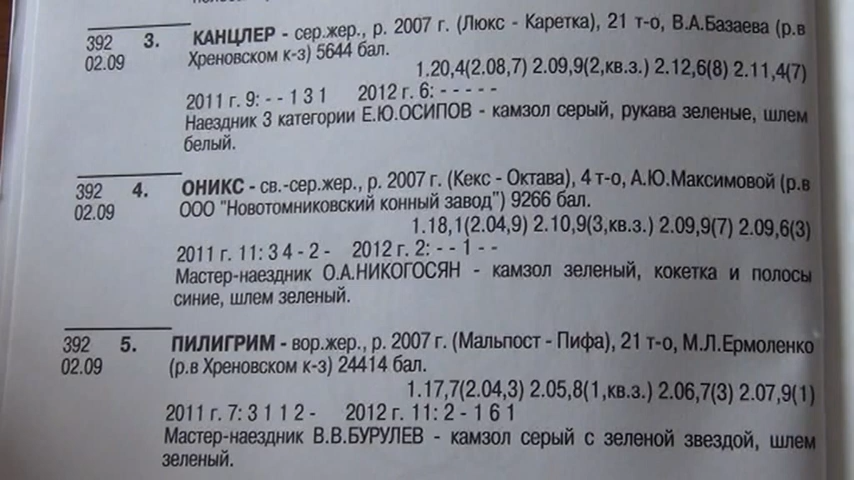 392 3. КАНЦЛЕР - сер.жер., р. 2007 г. (Люкс - Каретка), 21 т-о, В.А.Базаева (р.в
02.09 Хреновском к-з) 5644 бал.
1.20,4(2.08,7) 2.09,9(2,кв.з.) 2.12,6(8) 2.11,4(7)
2011 г. 9: - - 1 3 1 2012 г. 6: - - - - -
Наездник 3 категории Е.Ю.ОСИПОВ - камзол серый, рукава зеленые, шлем
белый.
392 4. ОНИКС - св.-сер.жер., р. 2007 г. (Кекс - Октава), 4 т-о, А.Ю.Максимовой (р.в
02.09 ООО "Новотомниковский конный завод") 9266 бал.
1.18,1(2.04,9) 2.10,9(3,кв.з.) 2.09,9(7) 2.09,6(3)
2011 г. 11: 3 4 - 2 - 2012 г. 2: - - 1 - -
Мастер-наездник О.А.НИКОГОСЯН - камзол зеленый, кокетка и полосы
синие, шлем зеленый.
392 5. ПИЛИГРИМ - вор.жер., р. 2007 г. (Мальпост - Пифа), 21 т-о, М.Л.Ермоленко
02.09 (р.в Хреновском к-з) 24414 бал.
1.17,7(2.04,3) 2.05,8(1,кв.з.) 2.06,7(3) 2.07,9(1)
2011 г. 7: 3 1 1 2 - 2012 г. 11: 2 - 1 6 1
Мастер-наездник В.В.БУРУЛЕВ - камзол серый с зеленой звездой, шлем
зеленый.